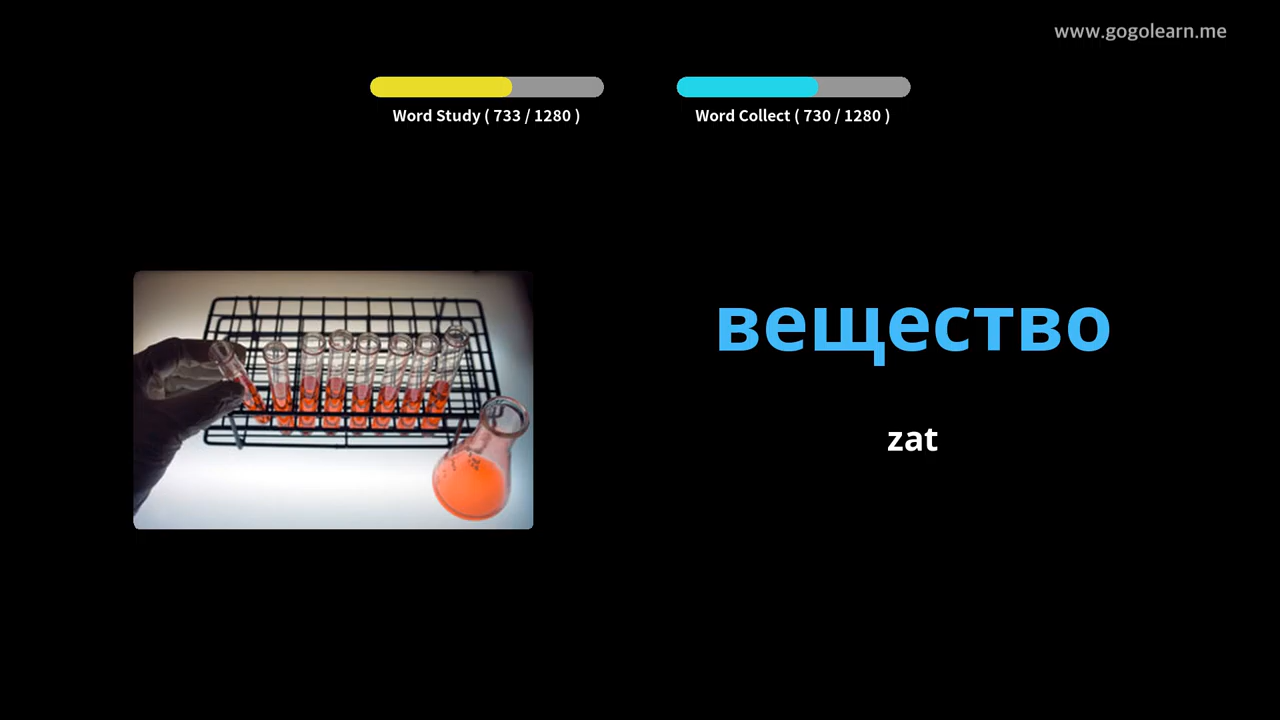 www.gogolearn.me
Word Study ( 733 / 1280 )
Word Collect ( 730 / 1280 )
вещество
zat